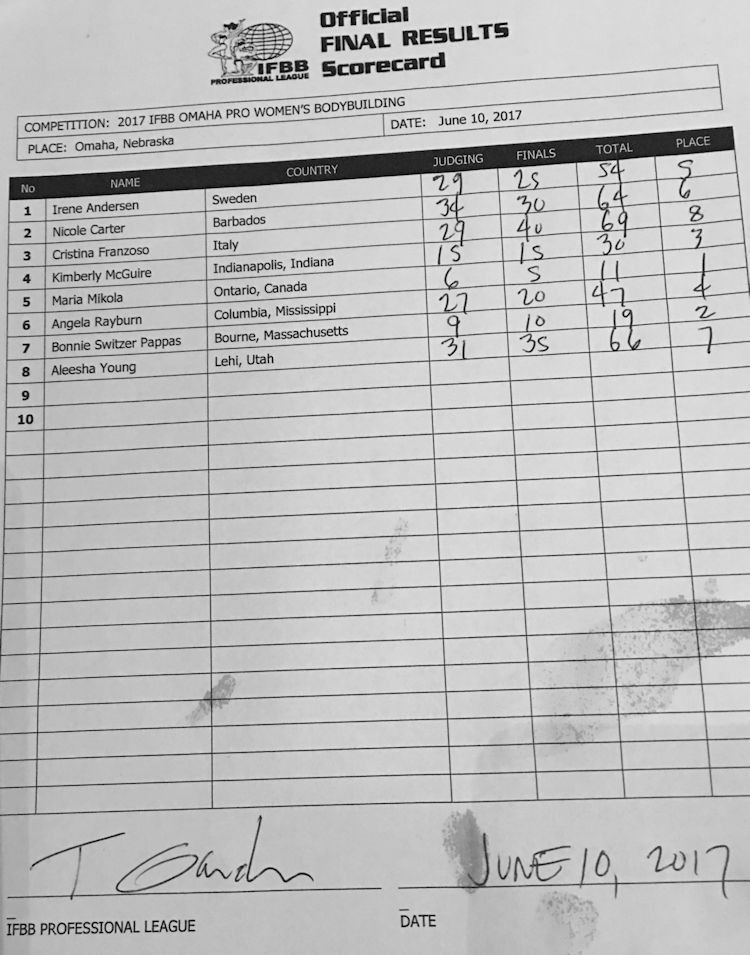 Official
FINAL RESULTS
Scorecard
IFBB
PROFESSIONAL LEAGUE
COMPETITION: 2017 IFBB OMAHA PRO WOMEN'S BODYBUILDING
PLACE: Omaha, Nebraska DATE: June 10, 2017
No NAME COUNTRY JUDGING FINALS TOTAL PLACE
1 Irene Andersen Sweden 29 25 54 5
2 Nicole Carter Barbados 34 30 64 6
3 Cristina Franzoso Italy 29 40 69 8
4 Kimberly McGuire Indianapolis, Indiana 15 15 30 3
5 Maria Mikola Ontario, Canada 6 5 11 1
6 Angela Rayburn Columbia, Mississippi 27 20 47 4
7 Bonnie Switzer Pappas Bourne, Massachusetts 9 10 19 2
8 Aleesha Young Lehi, Utah 31 35 66 7
9
10
JUNE 10, 2017
IFBB PROFESSIONAL LEAGUE DATE